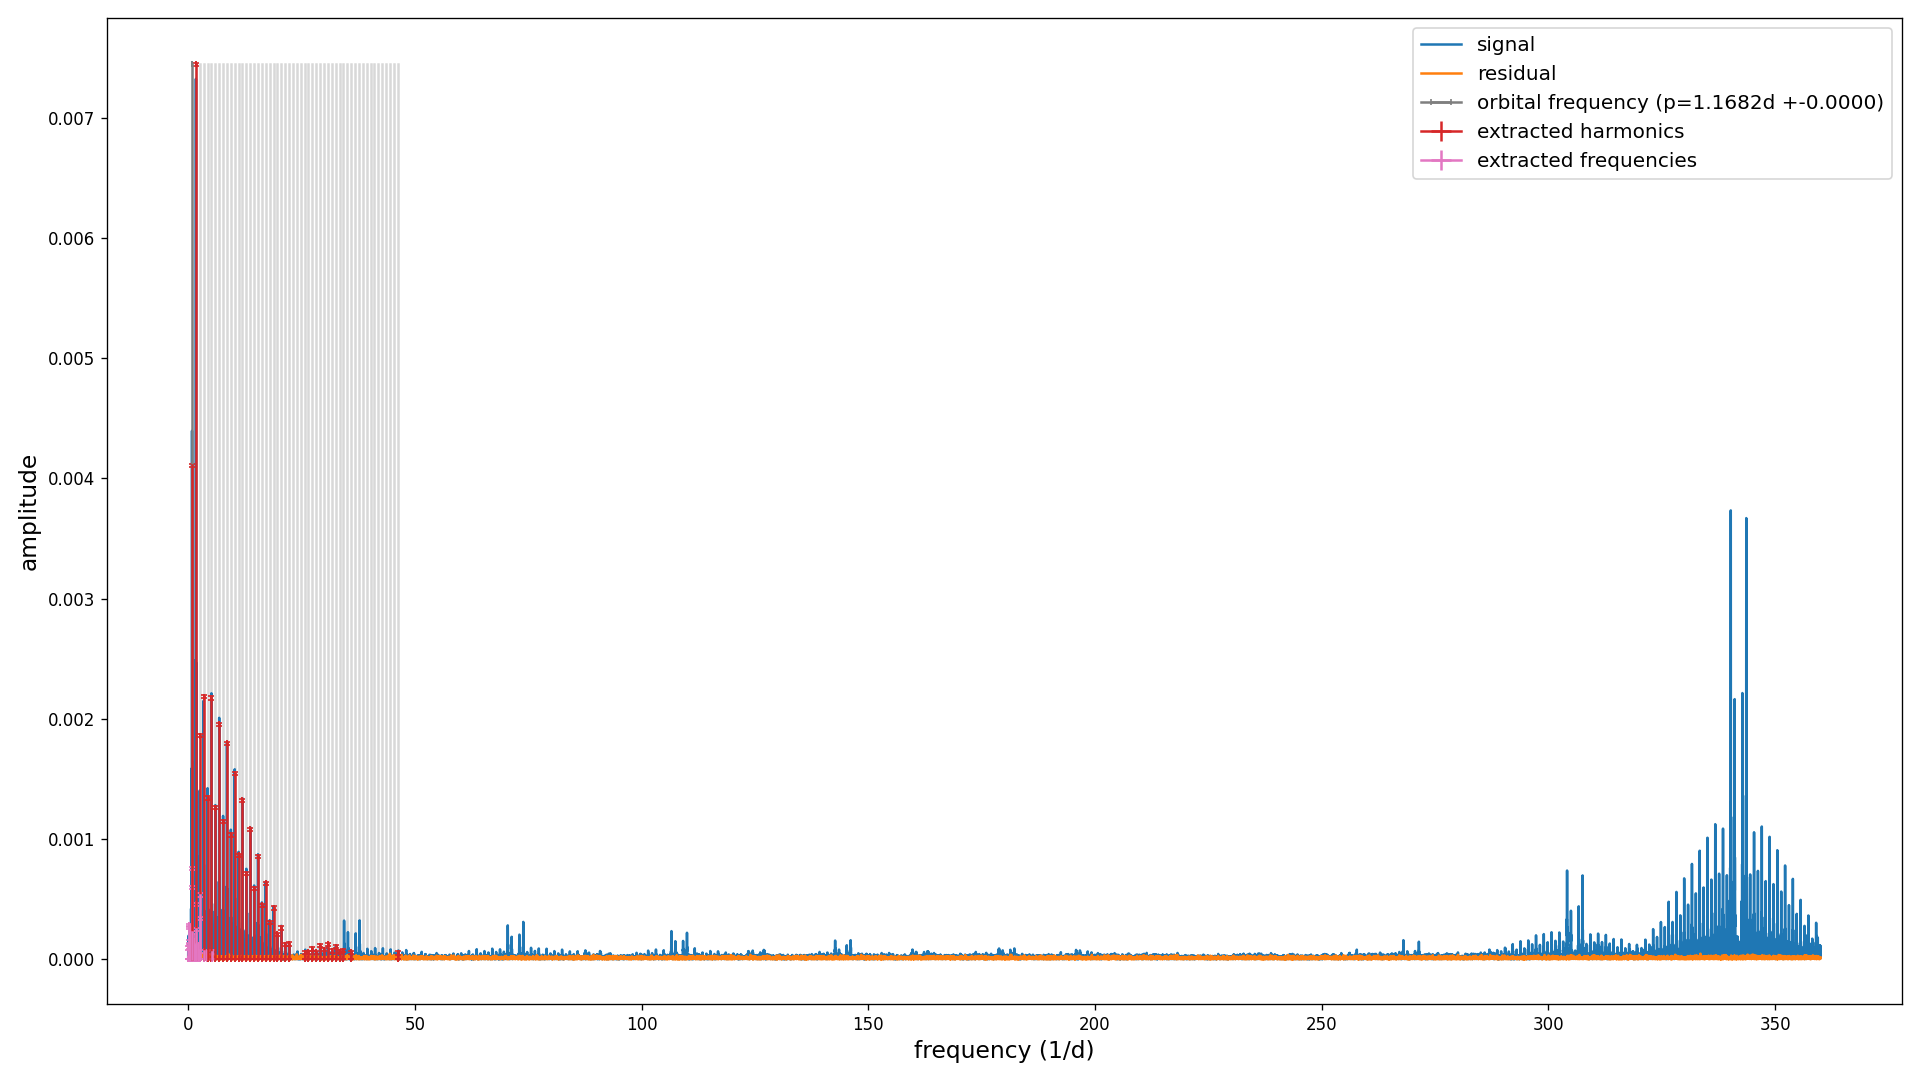 signal
residual
orbital frequency (p=1.1682d +-0.0000)
extracted harmonics
extracted frequencies
amplitude
0.007
0.006
0.005
0.004
0.003
0.002
0.001
0.000
0 50 100 150 200 250 300 350
frequency (1/d)